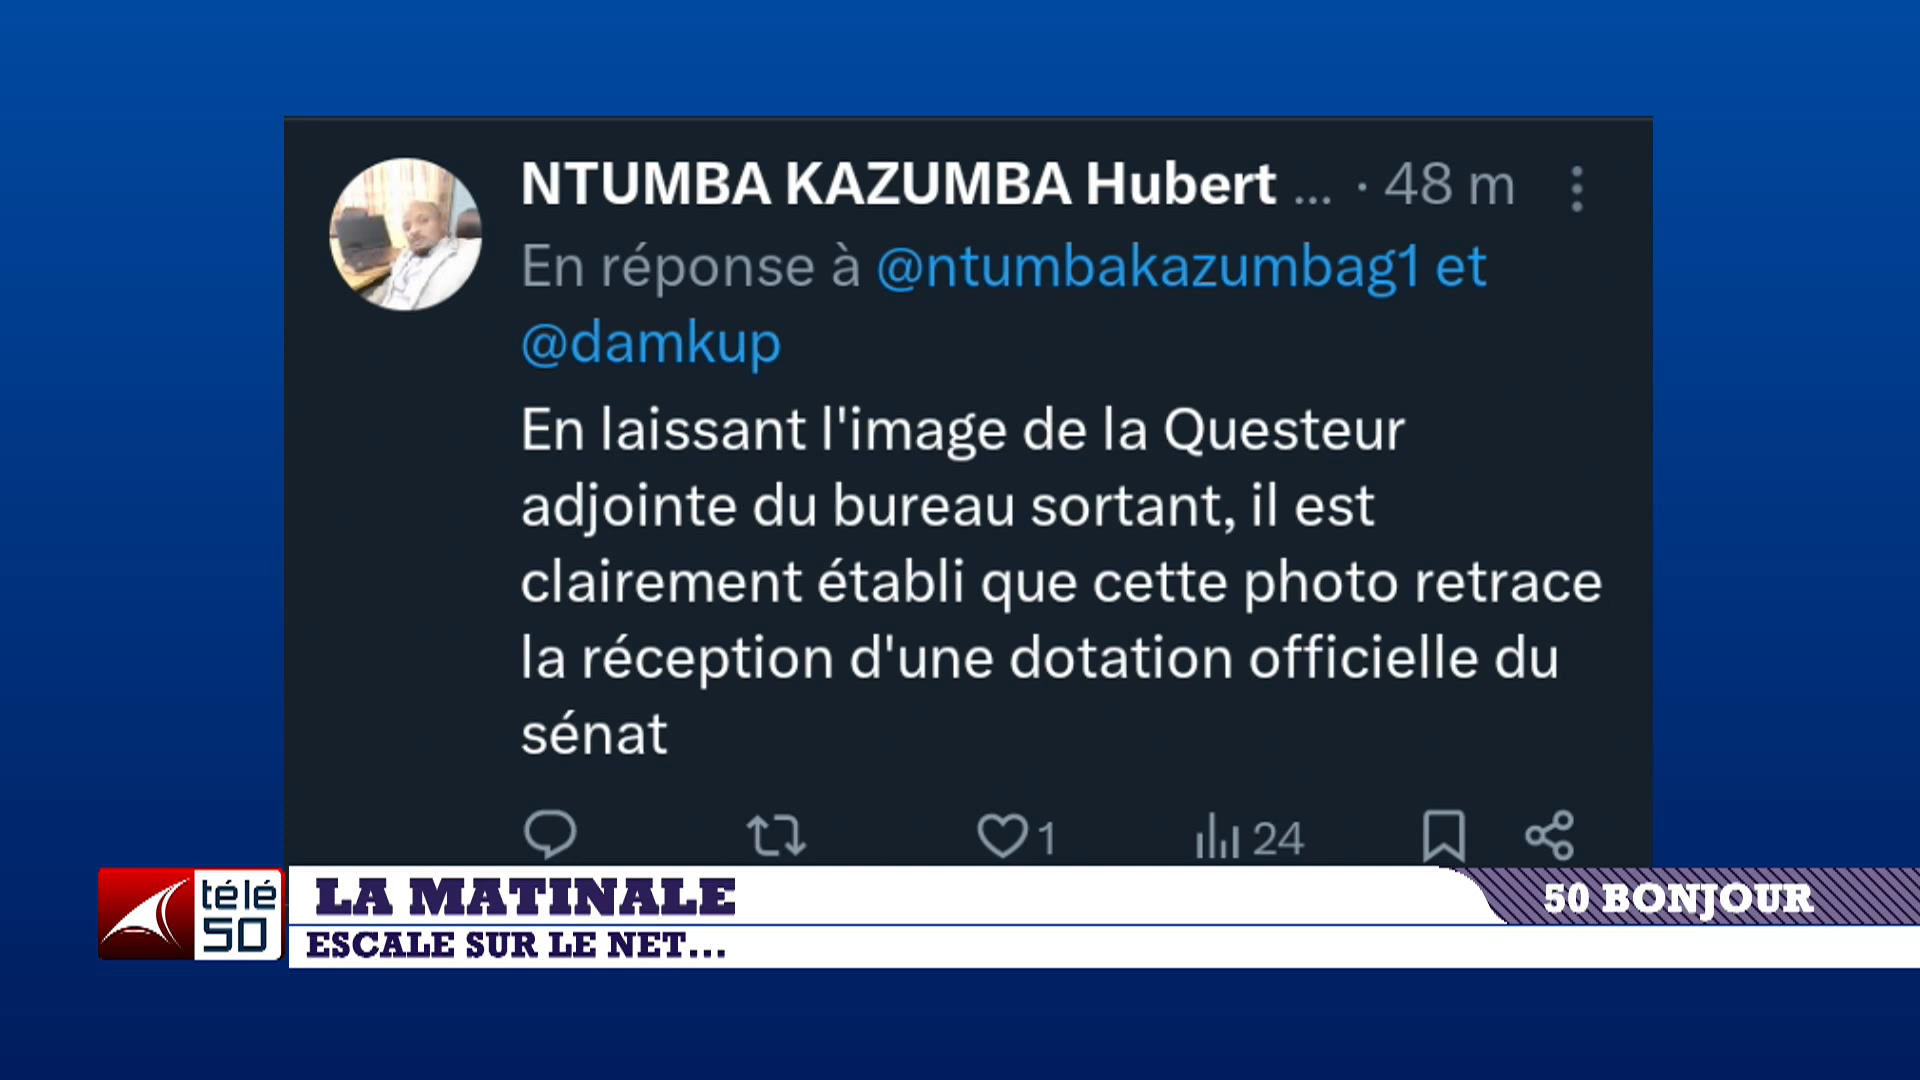 NTUMBA KAZUMBA Hubert ... · 48 m
En réponse à @ntumbakazumbag1 et
@damkup
En laissant l'image de la Questeur
adjointe du bureau sortant, il est
clairement établi que cette photo retrace
la réception d'une dotation officielle du
sénat
1 24
télé
50
LA MATINALE
50 BONJOUR
ESCALE SUR LE NET...